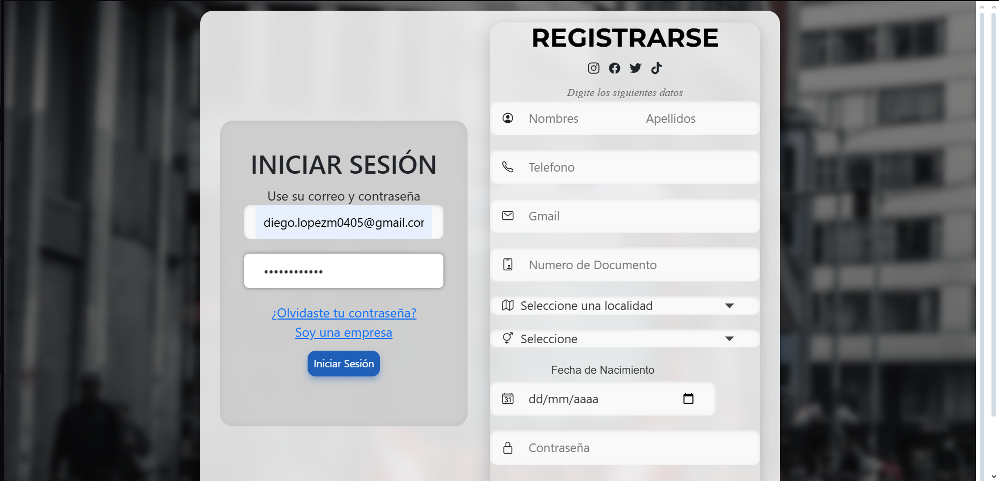 INICIAR SESIÓN
Use su correo y contraseña
diego.lopezm0405@gmail.cor
••••••••••••
¿Olvidaste tu contraseña?
Soy una empresa
Iniciar Sesión
REGISTRARSE
Digite los siguientes datos
Nombres Apellidos
Telefono
Gmail
Numero de Documento
Seleccione una localidad
Seleccione
Fecha de Nacimiento
31 dd/mm/aaaa
Contraseña